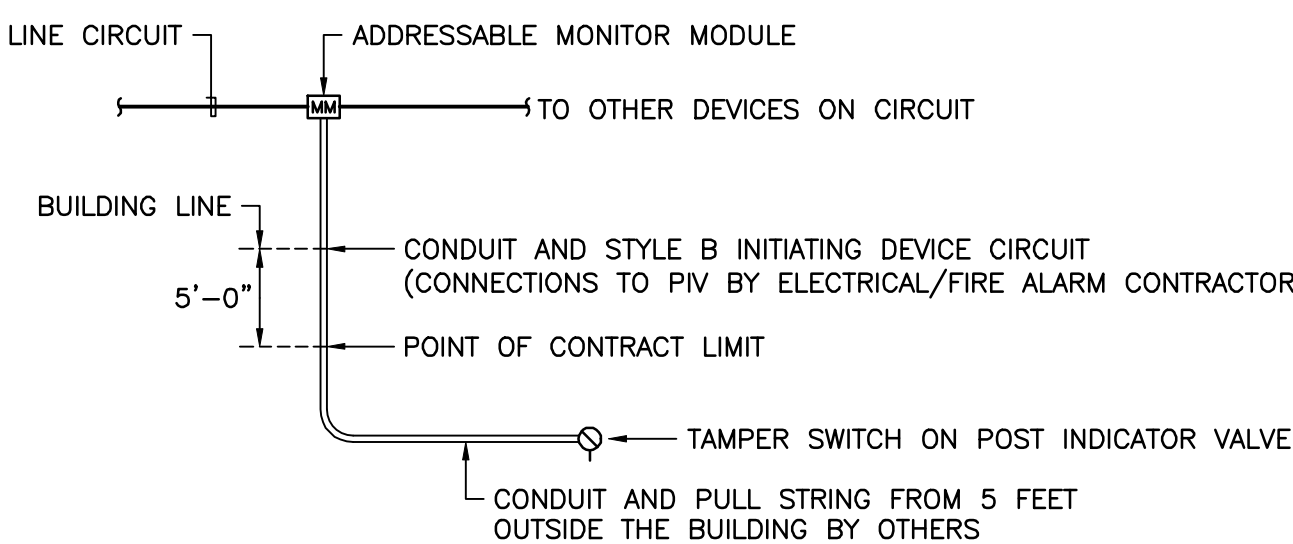 LINE CIRCUIT
ADDRESSABLE MONITOR MODULE
MM
TO OTHER DEVICES ON CIRCUIT
BUILDING LINE
CONDUIT AND STYLE B INITIATING DEVICE CIRCUIT
(CONNECTIONS TO PIV BY ELECTRICAL/FIRE ALARM CONTRACTOR
5'-0"
POINT OF CONTRACT LIMIT
TAMPER SWITCH ON POST INDICATOR VALVE
CONDUIT AND PULL STRING FROM 5 FEET
OUTSIDE THE BUILDING BY OTHERS